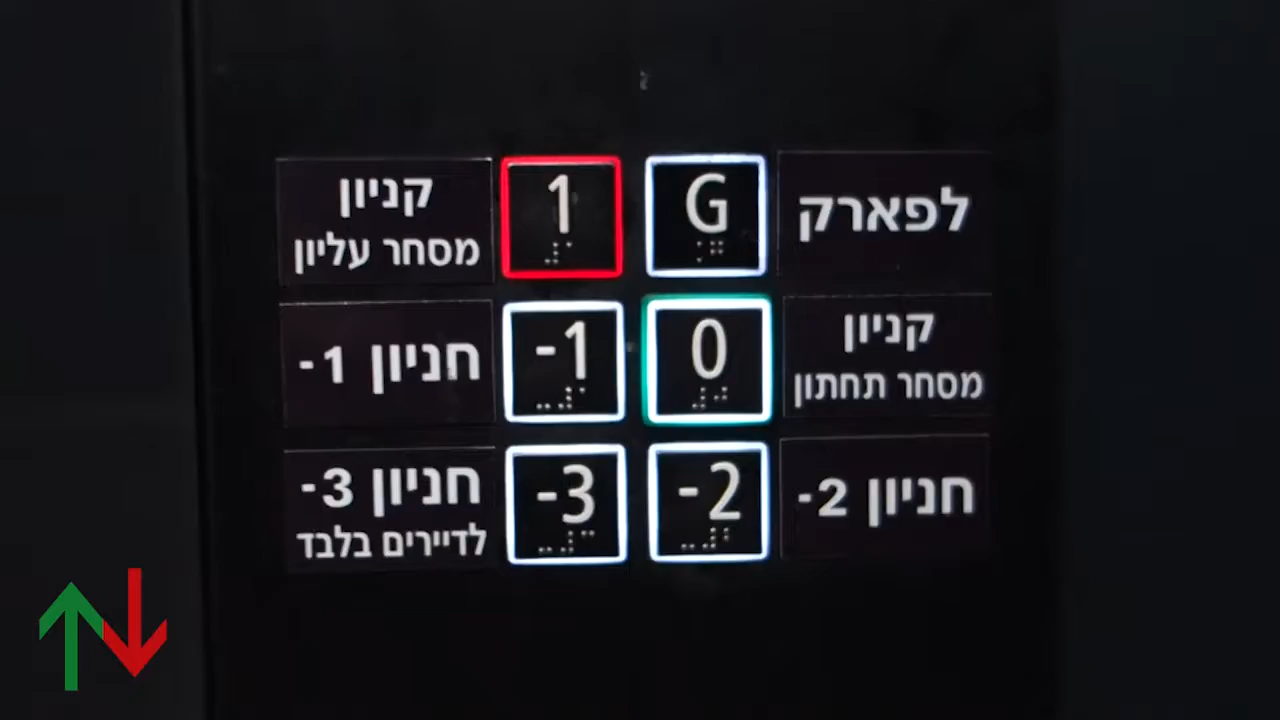 קניון
מסחר עליון
1
G
לפארק
חניון 1-
-1
0
קניון
מסחר תחתון
חניון 3-
לדיירים בלבד
-3
-2
חניון 2-